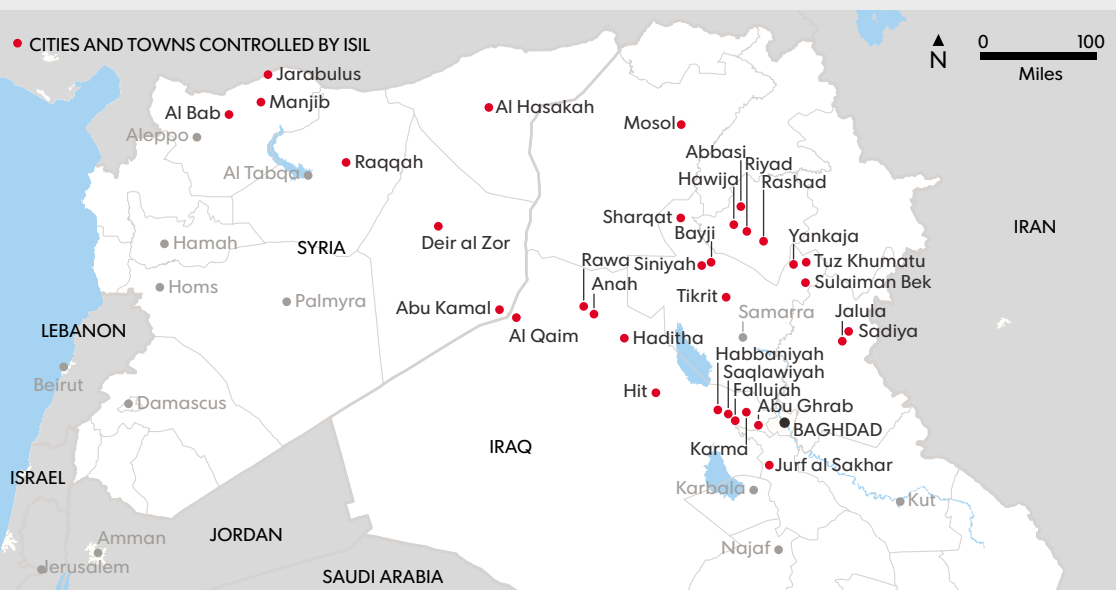 CITIES AND TOWNS CONTROLLED BY ISIL
N
0 100
Miles
Jarabulus
Manjib
Al Bab
Aleppo
Al Hasakah
Mosol
Al Tabqa
Raqqah
Abbasi
Riyad
Hawija
Rashad
Sharqat
Hamah
SYRIA
Deir al Zor
Bayji
Yankaja
IRAN
Rawa
Siniyah
Tuz Khumatu
Homs
Palmyra
Anah
Sulaiman Bek
Abu Kamal
Tikrit
Samarra
Jalula
LEBANON
Al Qaim
Haditha
Sadiya
Habbaniyah
Saqlawiyah
Beirut
Hit
Fallujah
Damascus
Abu Ghrab
BAGHDAD
IRAQ
Karma
ISRAEL
Jurf al Sakhar
Karbala
Kut
Amman
JORDAN
Najaf
Jerusalem
SAUDI ARABIA